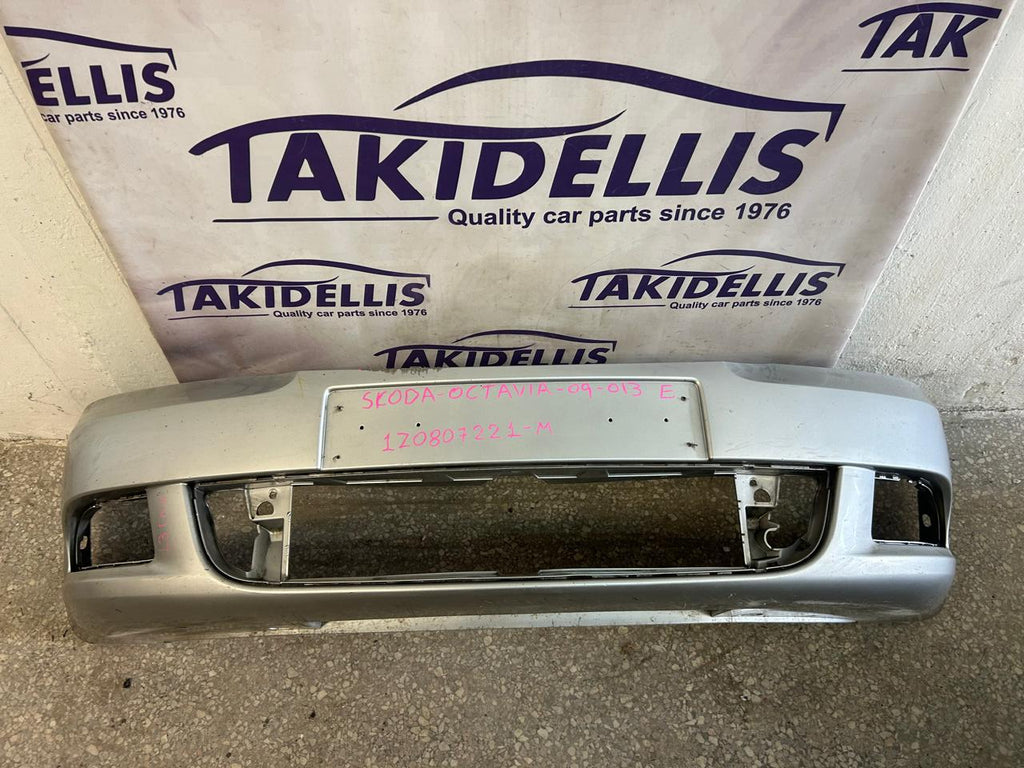 ELLIS
car parts since 1976
TAK
TAKIDELLIS
Quality car parts since 1976
TAKIDELLIS
Quality car parts since 1976
TAKIDELLIS
Quality car parts since 1976
TAKIDELLIS
SKODA-OCTAVIA-09-013 E
1Z0807221-M